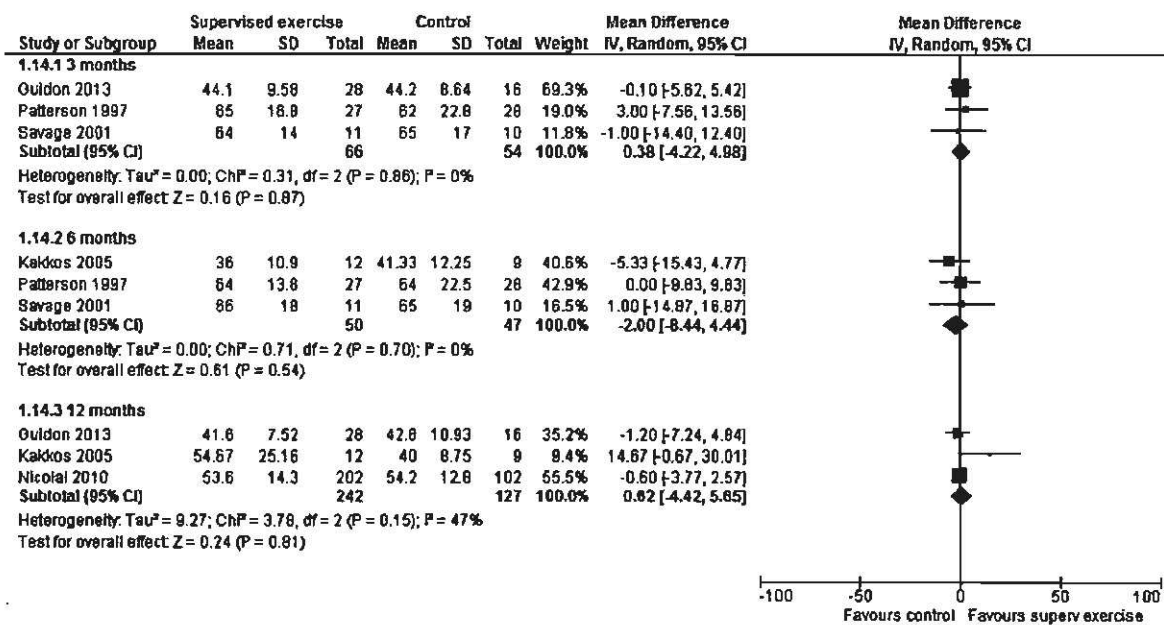 Supervised exercise Control Mean Difference Mean Difference
Study or Subgroup Mean SD Total Mean SD Total Weight IV, Random, 95% CI IV, Random, 95% CI
1.14.1 3 months
Guidon 2013 44.1 9.58 28 44.2 8.64 16 69.3% -0.10 [-5.62, 5.42]
Patterson 1997 65 16.8 27 62 22.8 28 19.0% 3.00 [-7.56, 13.56]
Savage 2001 64 14 11 65 17 10 11.8% -1.00 [-14.40, 12.40]
Subtotal (95% CI) 66 54 100.0% 0.38 [-4.22, 4.98]
Heterogeneity: Tau² = 0.00; Chi² = 0.31, df = 2 (P = 0.86); I² = 0%
Test for overall effect: Z = 0.16 (P = 0.87)
1.14.2 6 months
Kakkos 2005 36 10.9 12 41.33 12.25 9 40.6% -5.33 [-15.43, 4.77]
Patterson 1997 64 13.8 27 64 22.5 28 42.9% 0.00 [-9.83, 9.83]
Savage 2001 66 18 11 65 19 10 16.5% 1.00 [-14.87, 16.87]
Subtotal (95% CI) 50 47 100.0% -2.00 [-8.44, 4.44]
Heterogeneity: Tau² = 0.00; Chi² = 0.71, df = 2 (P = 0.70); I² = 0%
Test for overall effect: Z = 0.61 (P = 0.54)
1.14.3 12 months
Guidon 2013 41.6 7.52 28 42.8 10.93 16 35.2% -1.20 [-7.24, 4.84]
Kakkos 2005 54.67 25.16 12 40 8.75 9 9.4% 14.67 [-0.67, 30.01]
Nicolai 2010 53.6 14.3 202 54.2 12.8 102 55.5% -0.60 [-3.77, 2.57]
Subtotal (95% CI) 242 127 100.0% 0.62 [-4.42, 5.65]
Heterogeneity: Tau² = 9.27; Chi² = 3.78, df = 2 (P = 0.15); I² = 47%
Test for overall effect: Z = 0.24 (P = 0.81)
-100 -50 0 50 100
Favours control Favours superv exercise